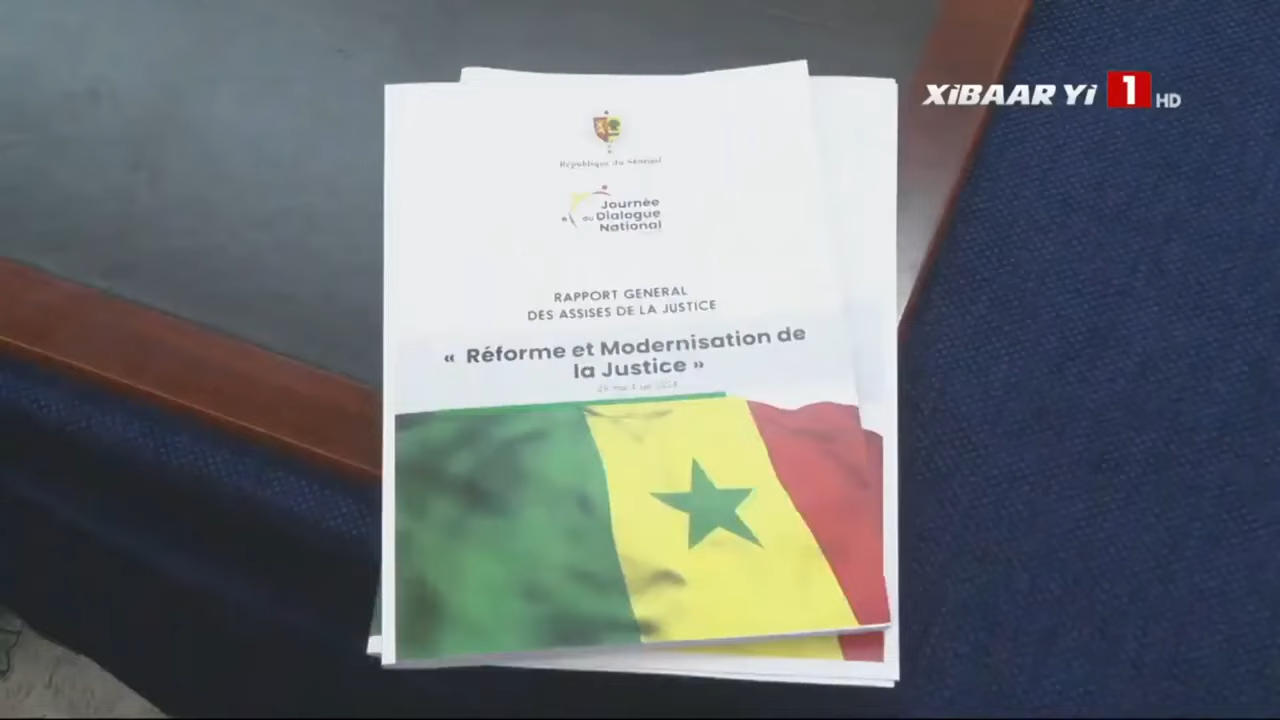 XiBAAR Yi 1 HD
République du Sénégal
Journée
du Dialogue
National
RAPPORT GENERAL
DES ASSISES DE LA JUSTICE
« Réforme et Modernisation de
la Justice »